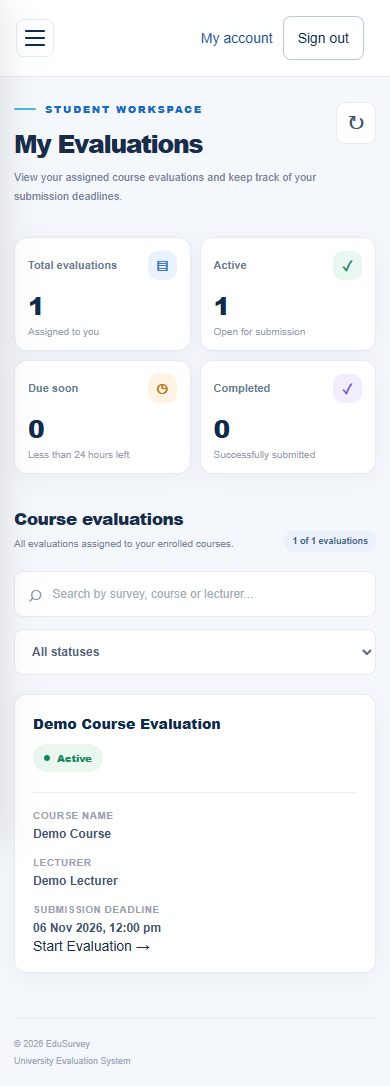 My account
Sign out
STUDENT WORKSPACE
My Evaluations
View your assigned course evaluations and keep track of your
submission deadlines.
Total evaluations
1
Assigned to you
Active
1
Open for submission
Due soon
0
Less than 24 hours left
Completed
0
Successfully submitted
Course evaluations
All evaluations assigned to your enrolled courses.
1 of 1 evaluations
Search by survey, course or lecturer...
All statuses
Demo Course Evaluation
Active
COURSE NAME
Demo Course
LECTURER
Demo Lecturer
SUBMISSION DEADLINE
06 Nov 2026, 12:00 pm
Start Evaluation →
© 2026 EduSurvey
University Evaluation System